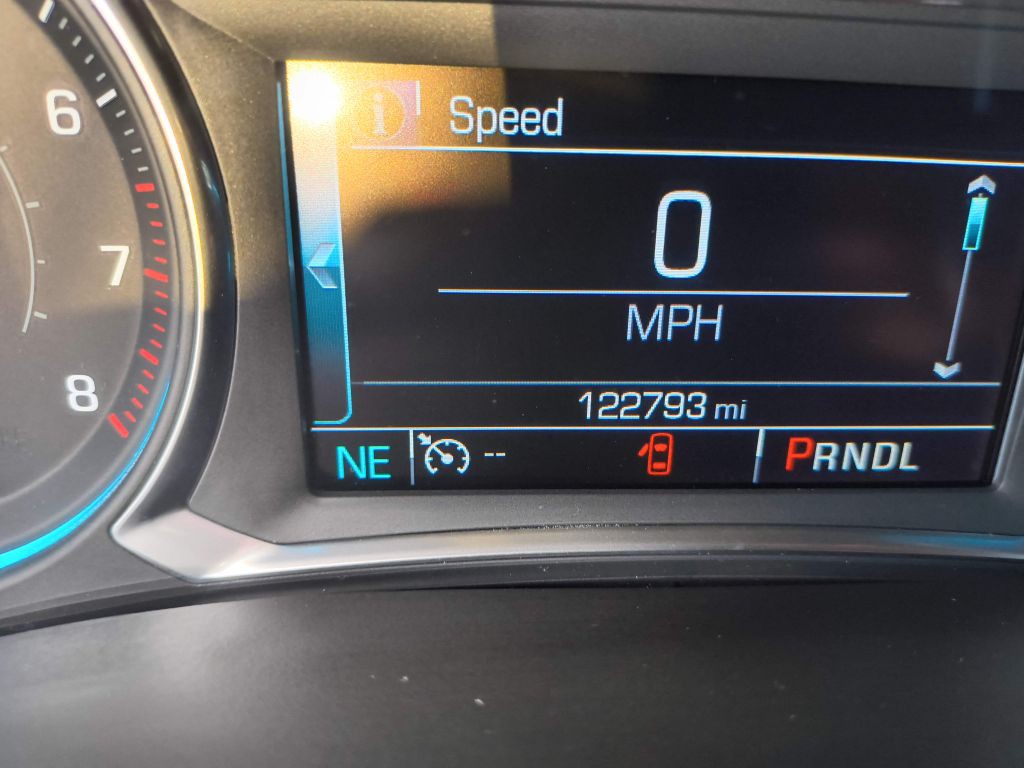 6
7
8
i Speed
0
MPH
122793 mi
NE -- PRNDL